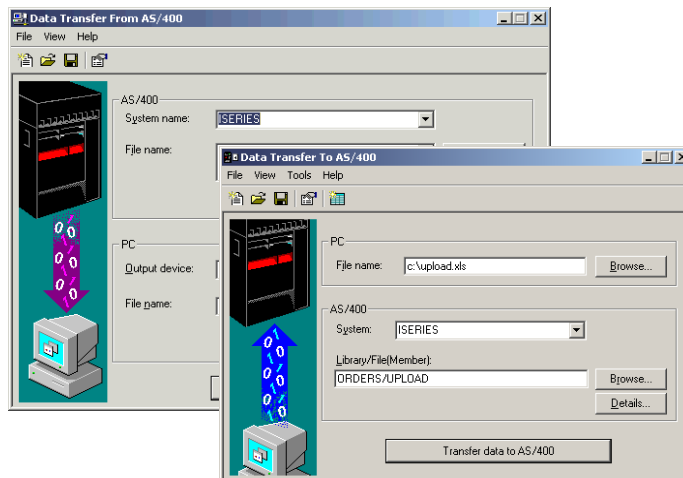 Data Transfer From AS/400
File View Help
AS/400
System name: ISERIES
File name:
PC
Output device:
File name:
Data Transfer To AS/400
File View Tools Help
PC
File name: c:\upload.xls Browse...
AS/400
System: ISERIES
Library/File(Member):
ORDERS/UPLOAD Browse...
Details...
Transfer data to AS/400